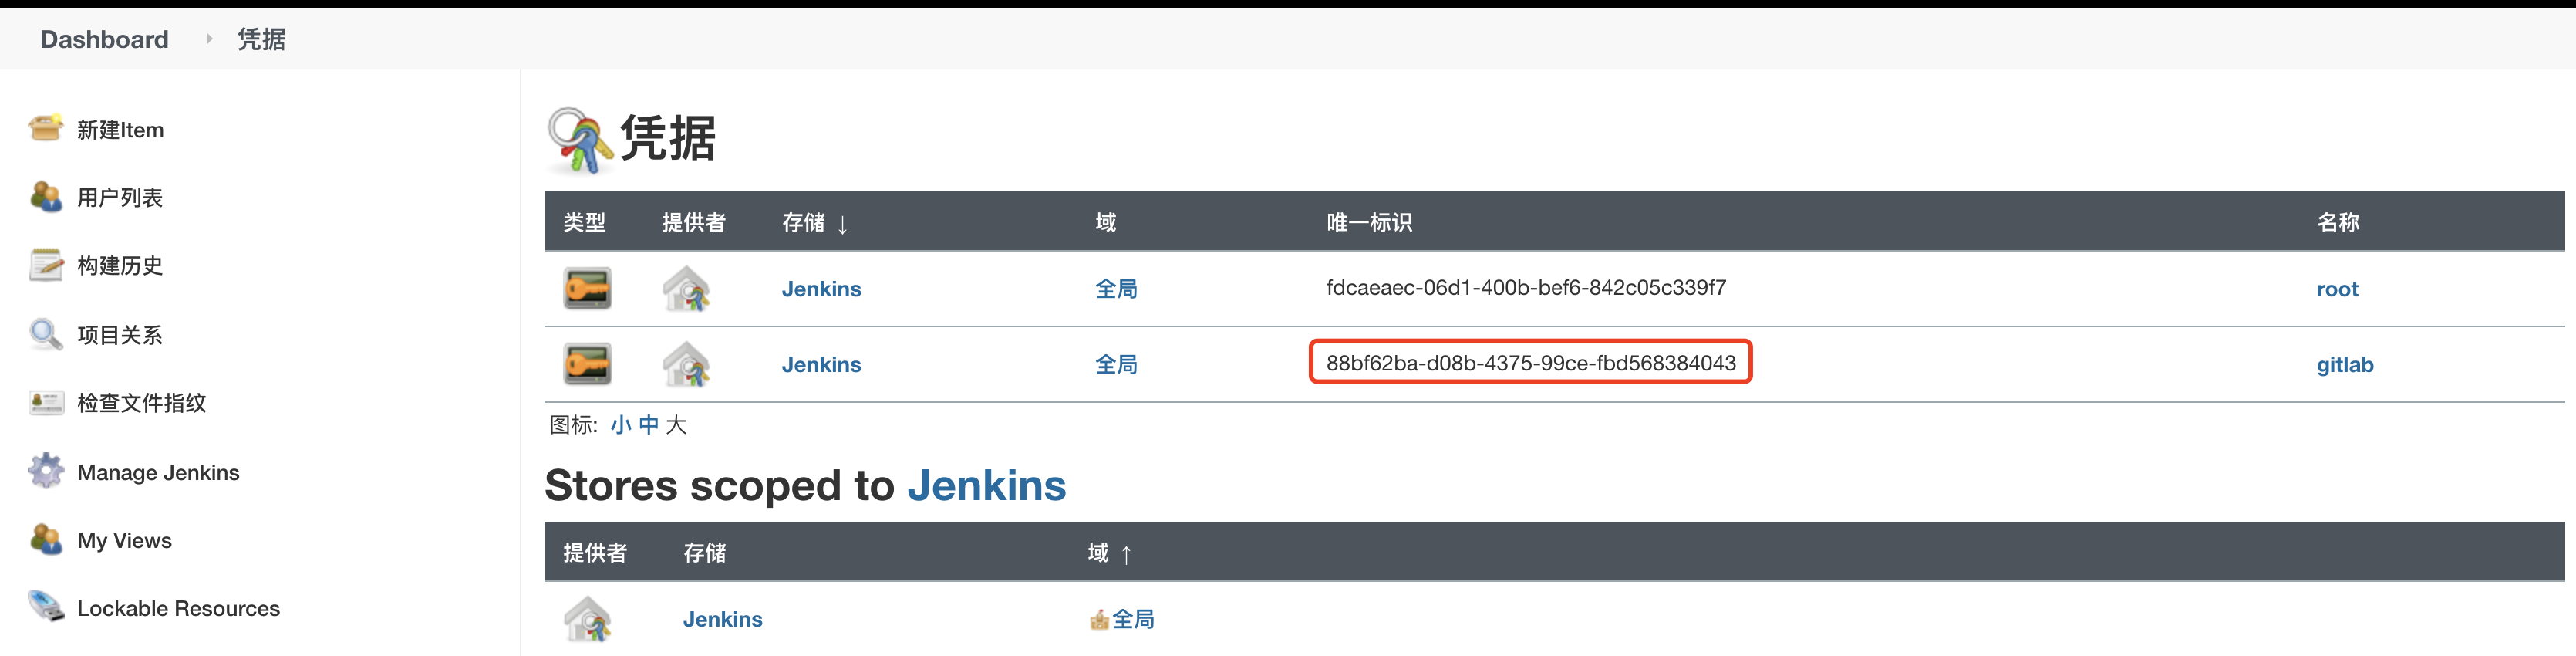 Dashboard 凭据
新建Item
用户列表
构建历史
项目关系
检查文件指纹
Manage Jenkins
My Views
Lockable Resources
凭据
类型 提供者 存储 ↓ 域 唯一标识 名称
Jenkins 全局 fdcaeaec-06d1-400b-bef6-842c05c339f7 root
Jenkins 全局 88bf62ba-d08b-4375-99ce-fbd568384043 gitlab
图标: 小 中 大
Stores scoped to Jenkins
提供者 存储 域 ↑
Jenkins 全局